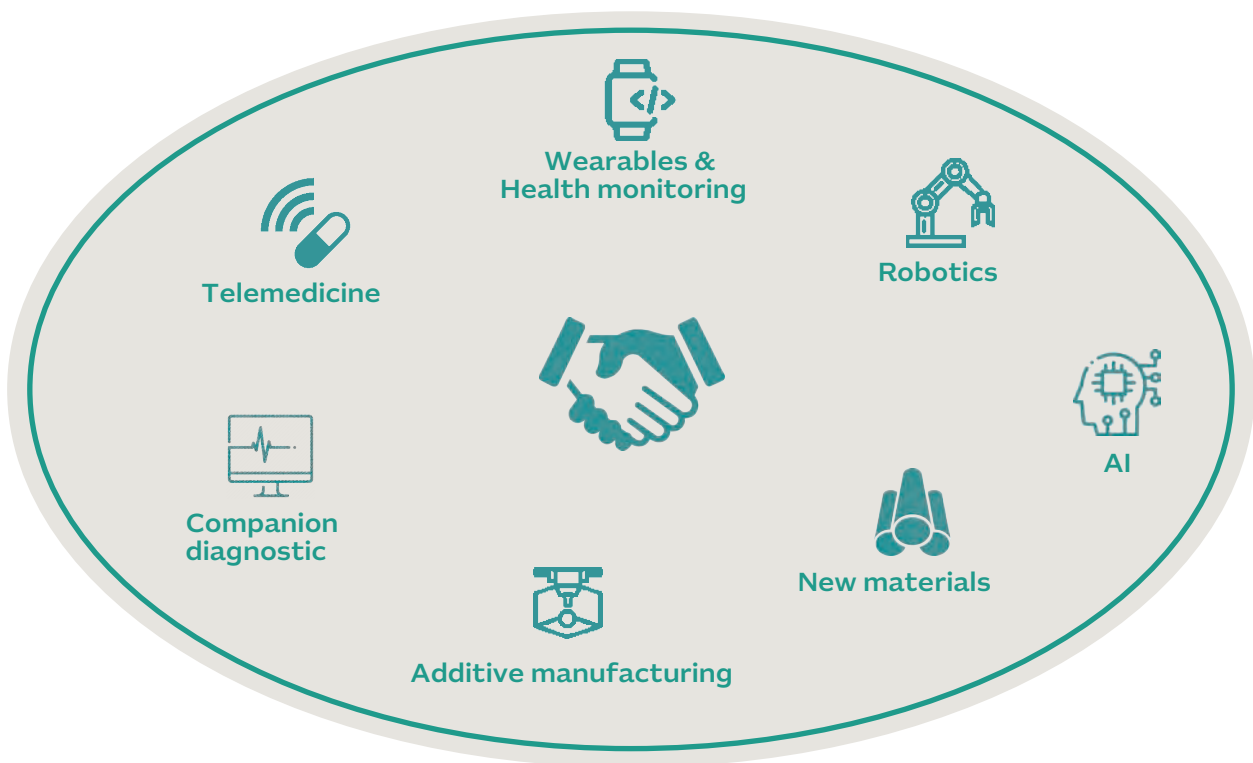 Wearables &
Health monitoring
Telemedicine
Robotics
AI
Companion
diagnostic
New materials
Additive manufacturing